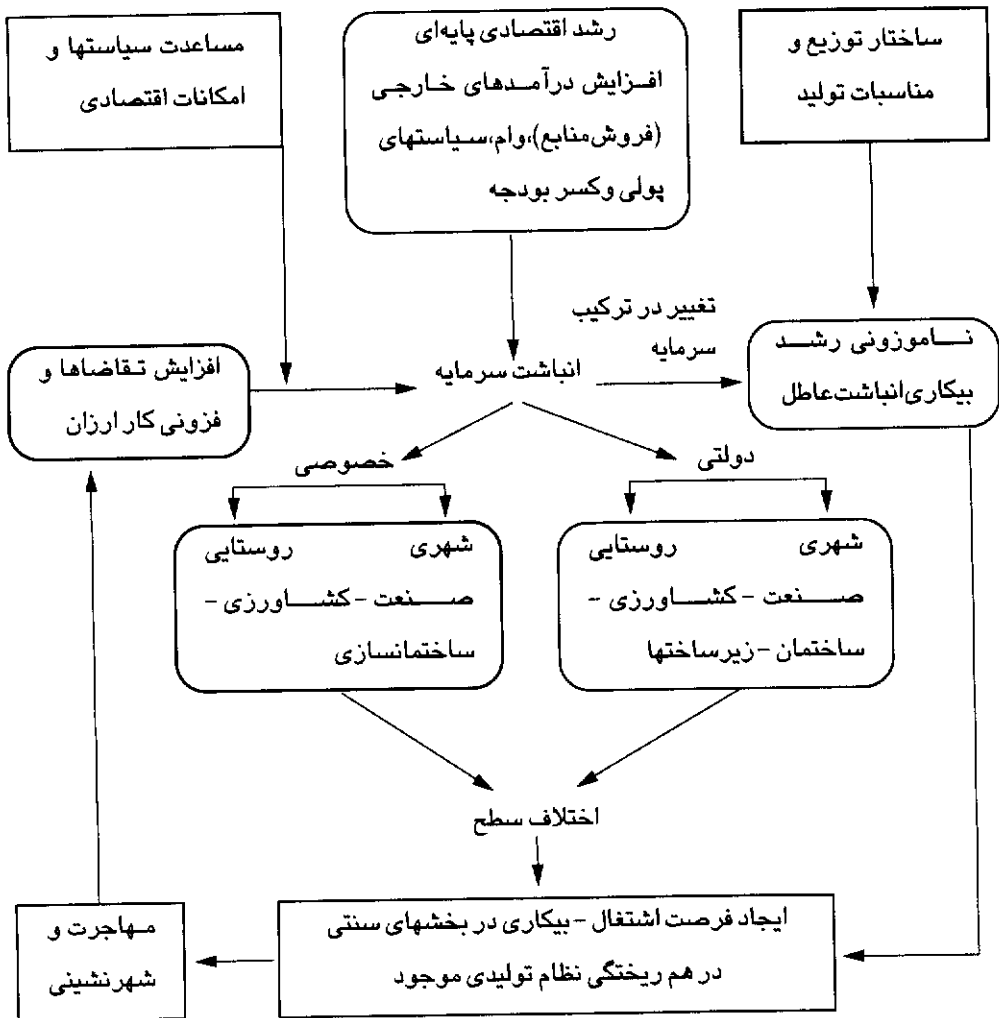 ساختار توزیع و
مناسبات تولید
رشد اقتصادی پایه‌ای
افزایش درآمدهای خارجی
(فروش منابع)، وام، سیاستهای
پولی وکسر بودجه
مساعدت سیاستها و
امکانات اقتصادی
ناموزونی رشد
بیکاری انباشت عاطل
تغییر در ترکیب
سرمایه
انباشت سرمایه
افزایش تقاضاها و
فزونی کار ارزان
دولتی
خصوصی
شهری روستایی
صنعت - کشاورزی -
ساختمان - زیرساختها
شهری روستایی
صنعت - کشاورزی -
ساختمانسازی
اختلاف سطح
ایجاد فرصت اشتغال - بیکاری در بخشهای سنتی
در هم ریختگی نظام تولیدی موجود
مهاجرت و
شهرنشینی